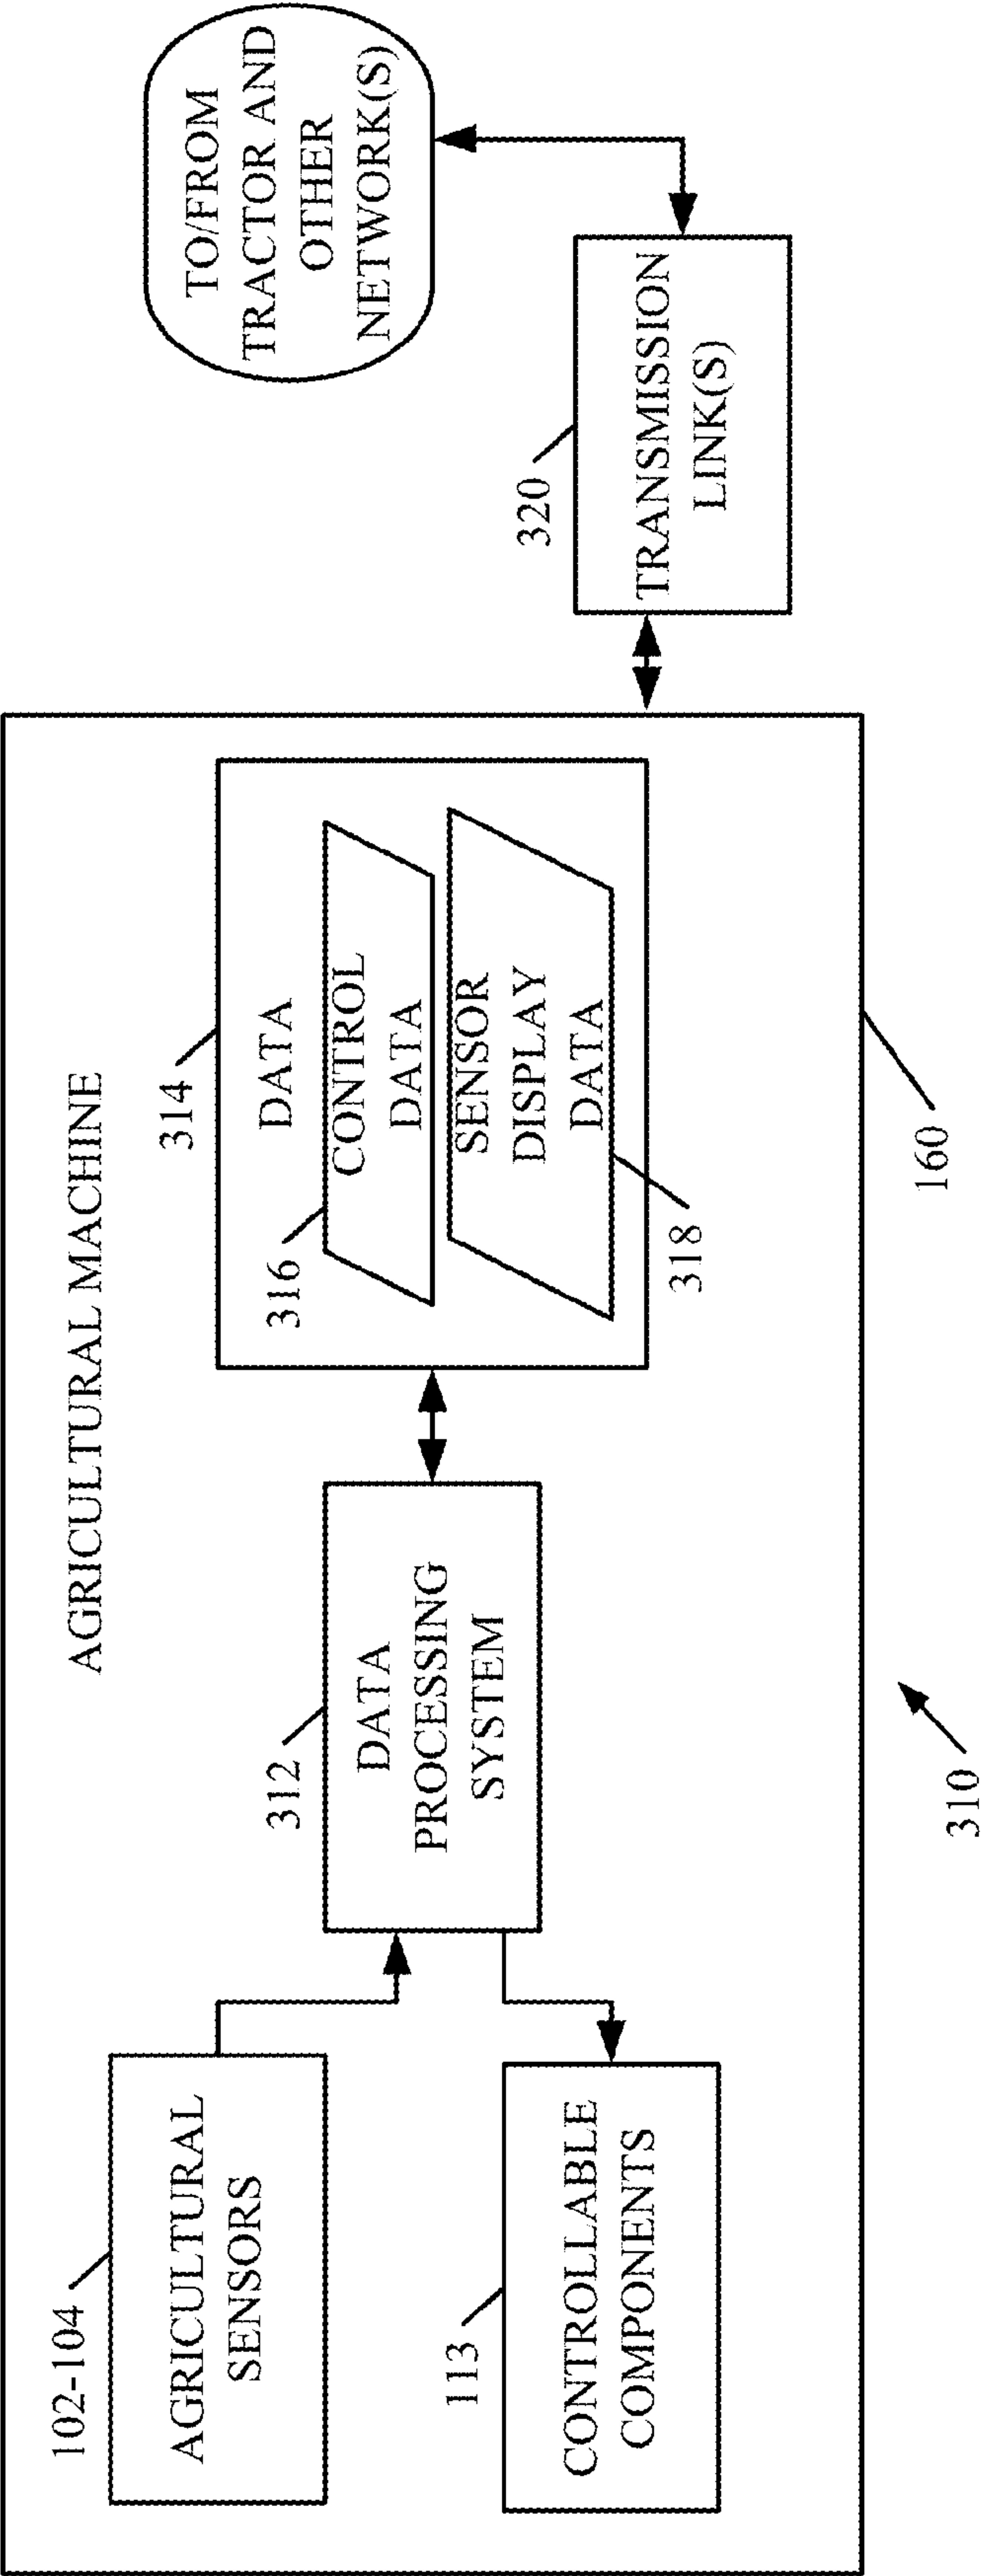 AGRICULTURAL MACHINE
102-104
AGRICULTURAL
SENSORS
113
CONTROLLABLE
COMPONENTS
312
DATA
PROCESSING
SYSTEM
314
DATA
316
CONTROL
DATA
SENSOR
DISPLAY
DATA
318
160
310
320
TRANSMISSION
LINK(S)
TO/FROM
TRACTOR AND
OTHER
NETWORK(S)